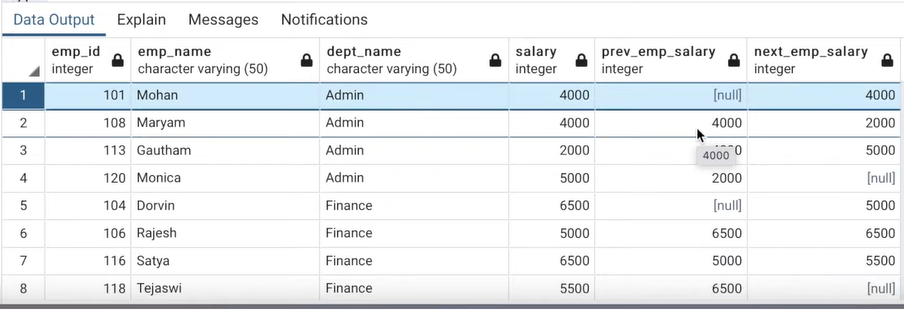 Data Output Explain Messages Notifications
emp_id emp_name dept_name salary prev_emp_salary next_emp_salary
integer character varying (50) character varying (50) integer integer integer
1 101 Mohan Admin 4000 [null] 4000
2 108 Maryam Admin 4000 4000 2000
3 113 Gautham Admin 2000 5000
4000
4 120 Monica Admin 5000 2000 [null]
5 104 Dorvin Finance 6500 [null] 5000
6 106 Rajesh Finance 5000 6500 6500
7 116 Satya Finance 6500 5000 5500
8 118 Tejaswi Finance 5500 6500 [null]